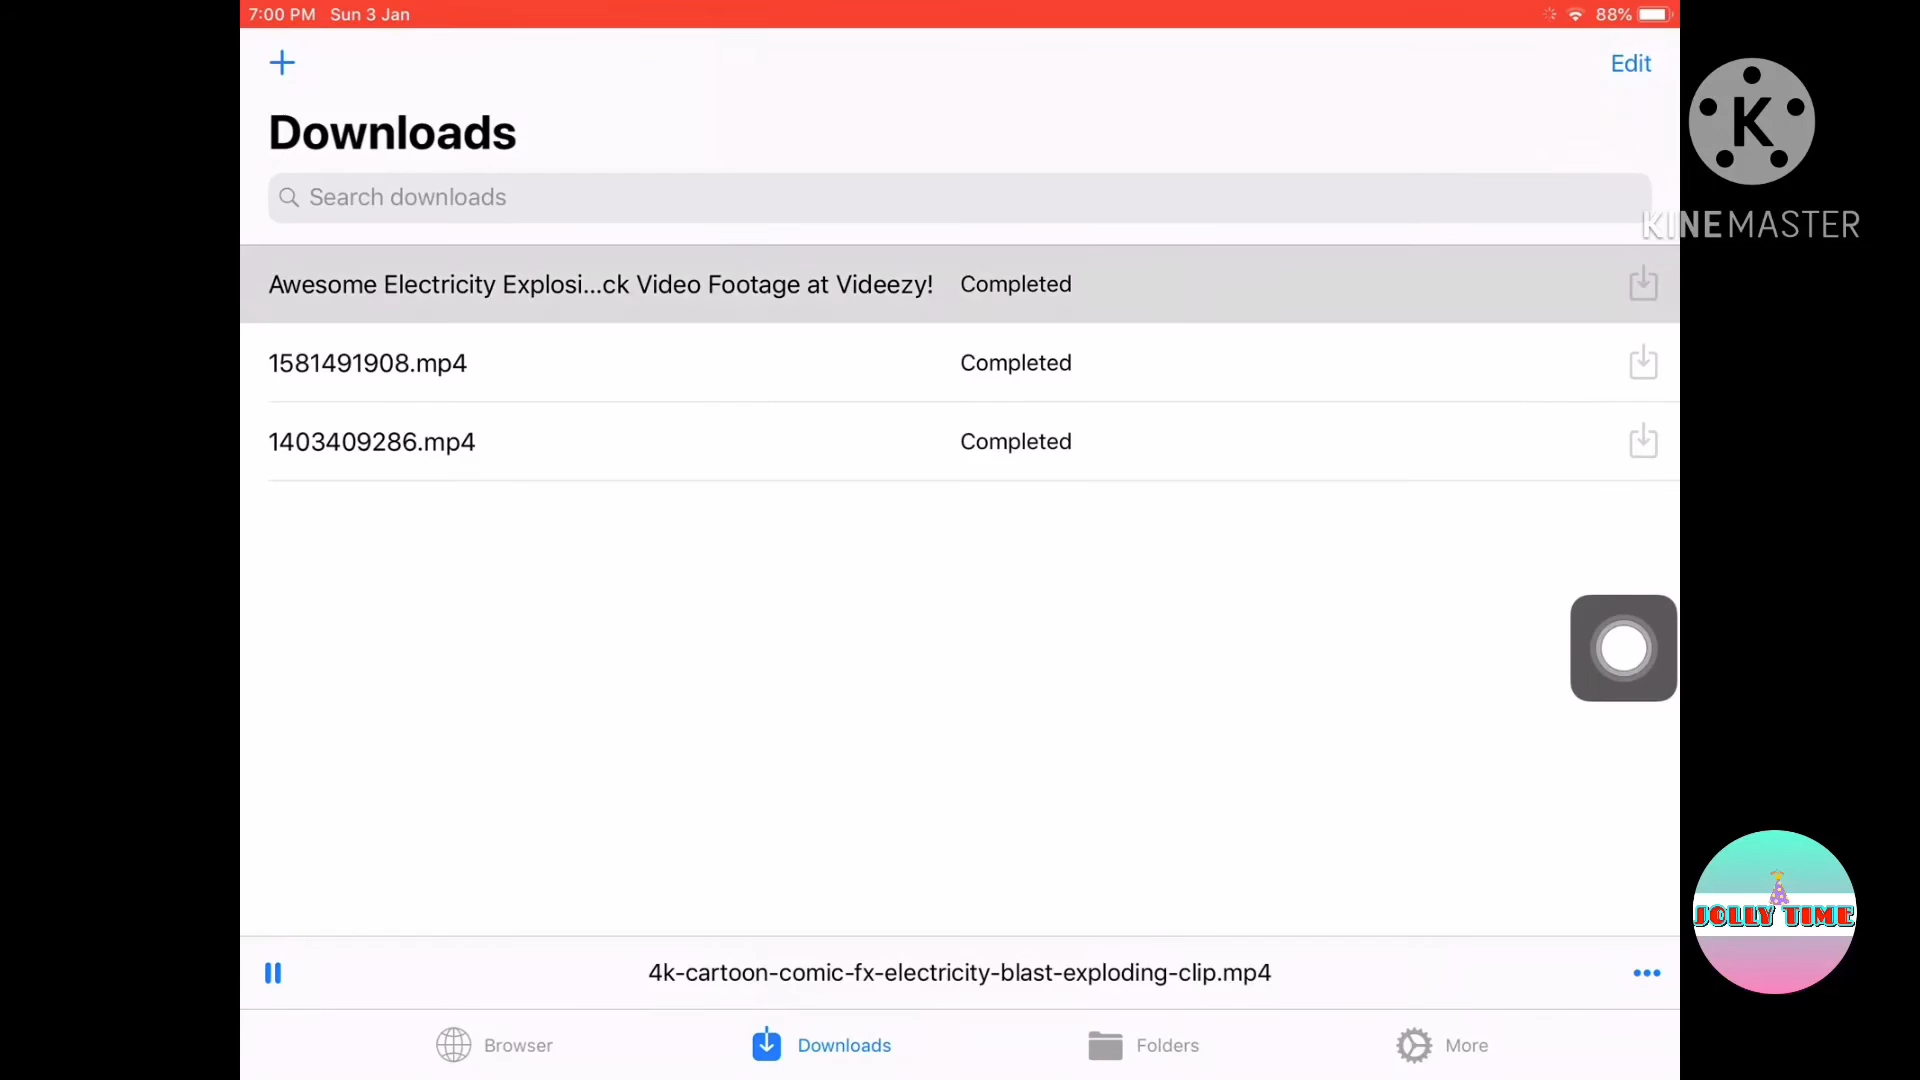 7:00 PM Sun 3 Jan 88%
Edit
Downloads
Search downloads
K
KINEMASTER
Awesome Electricity Explosi...ck Video Footage at Videezy! Completed
1581491908.mp4 Completed
1403409286.mp4 Completed
JOLLY TIME
4k-cartoon-comic-fx-electricity-blast-exploding-clip.mp4
Browser Downloads Folders More